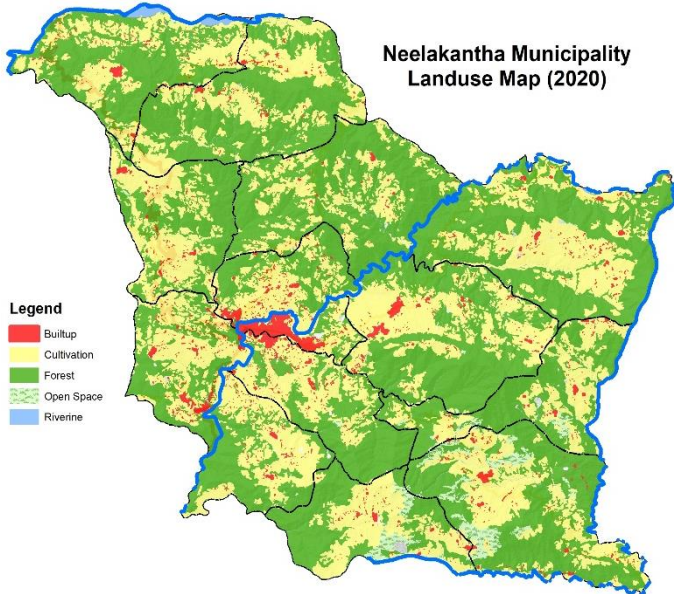 Neelakantha Municipality
Landuse Map (2020)
Legend
Builtup
Cultivation
Forest
Open Space
Riverine